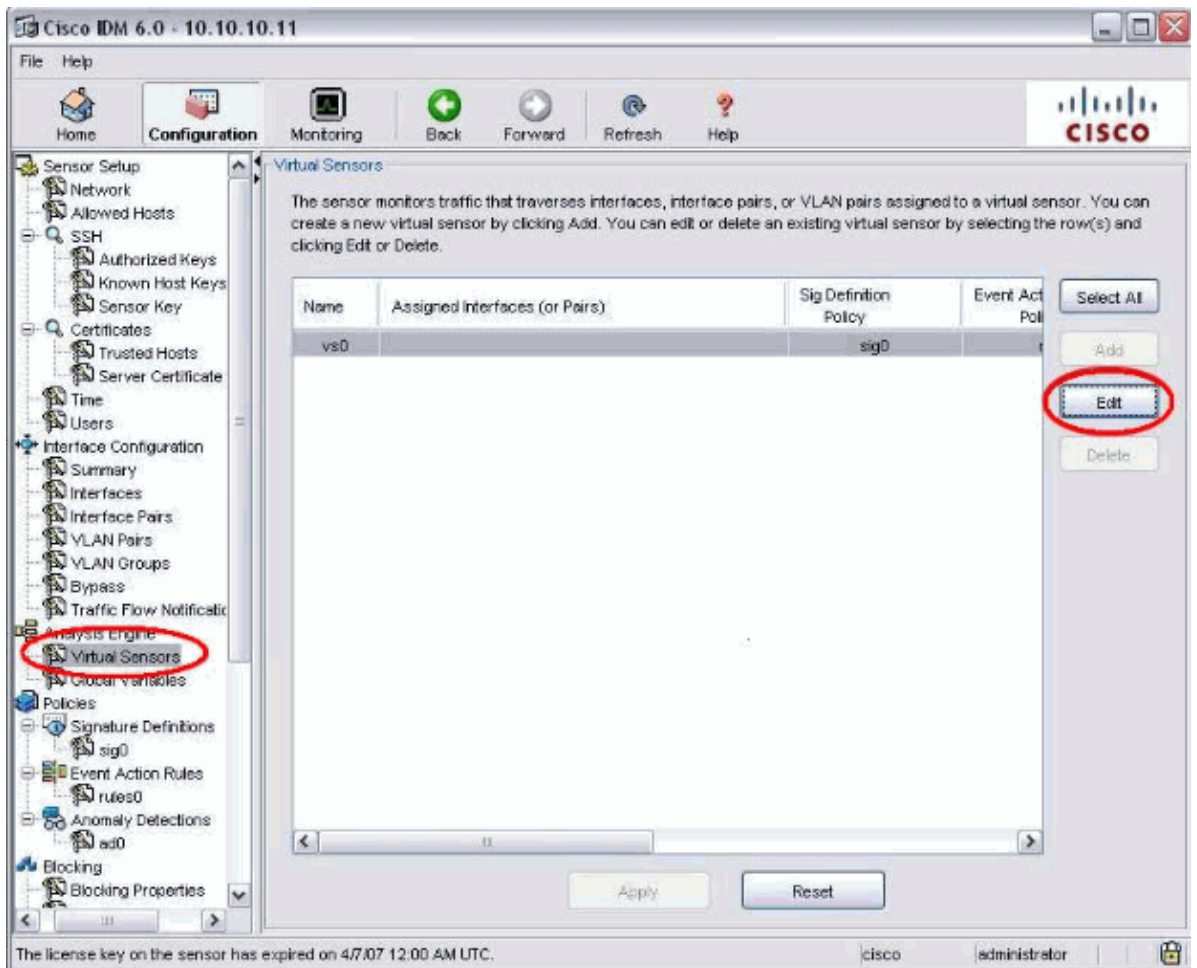 Cisco IDM 6.0 - 10.10.10.11
File Help
Home
Configuration
Monitoring
Back
Forward
Refresh
Help
CISCO
Sensor Setup
Network
Allowed Hosts
SSH
Authorized Keys
Known Host Keys
Sensor Key
Certificates
Trusted Hosts
Server Certificate
Time
Users
Interface Configuration
Summary
Interfaces
Interface Pairs
VLAN Pairs
VLAN Groups
Bypass
Traffic Flow Notificatic
Analysis Engine
Virtual Sensors
Global Variables
Policies
Signature Definitions
sig0
Event Action Rules
rules0
Anomaly Detections
ad0
Blocking
Blocking Properties
Virtual Sensors
The sensor monitors traffic that traverses interfaces, interface pairs, or VLAN pairs assigned to a virtual sensor. You can
create a new virtual sensor by clicking Add. You can edit or delete an existing virtual sensor by selecting the row(s) and
clicking Edit or Delete.
Name
Assigned Interfaces (or Pairs)
Sig Definition
Policy
Event Act
Poli
vs0
sig0
r
Select All
Add
Edit
Delete
Apply
Reset
The license key on the sensor has expired on 4/7/07 12:00 AM UTC.
cisco
administrator